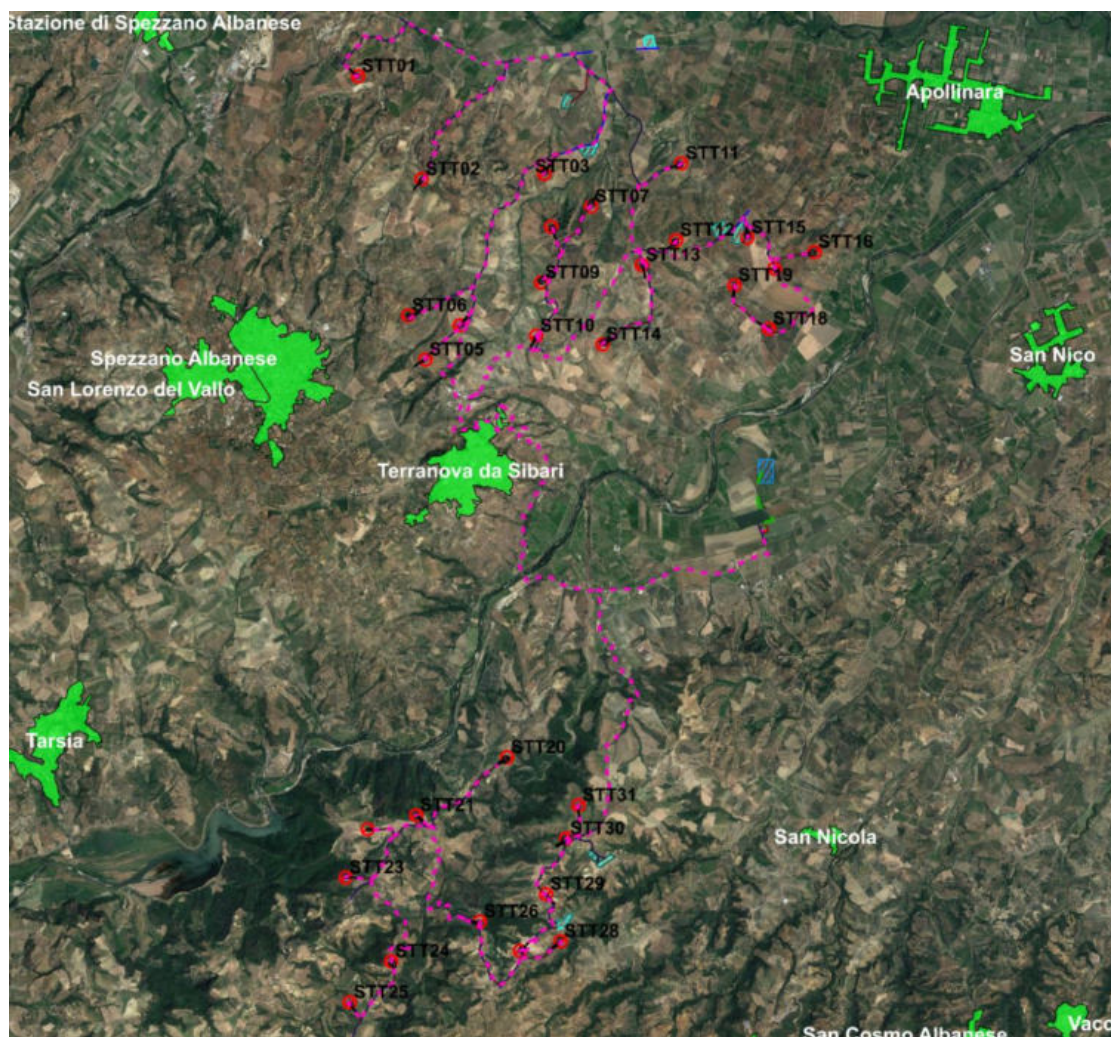 Stazione di Spezzano Albanese
STT01
Apollinara
STT02
STT03
STT11
STT07
STT12
STT15
STT16
STT13
STT19
STT09
STT06
STT10
STT18
STT14
STT05
Spezzano Albanese
San Nico
San Lorenzo del Vallo
Terranova da Sibari
Tarsia
STT20
STT21
STT31
STT30
San Nicola
STT23
STT29
STT26
STT28
STT24
STT25
San Cosmo Albanese
Vacc